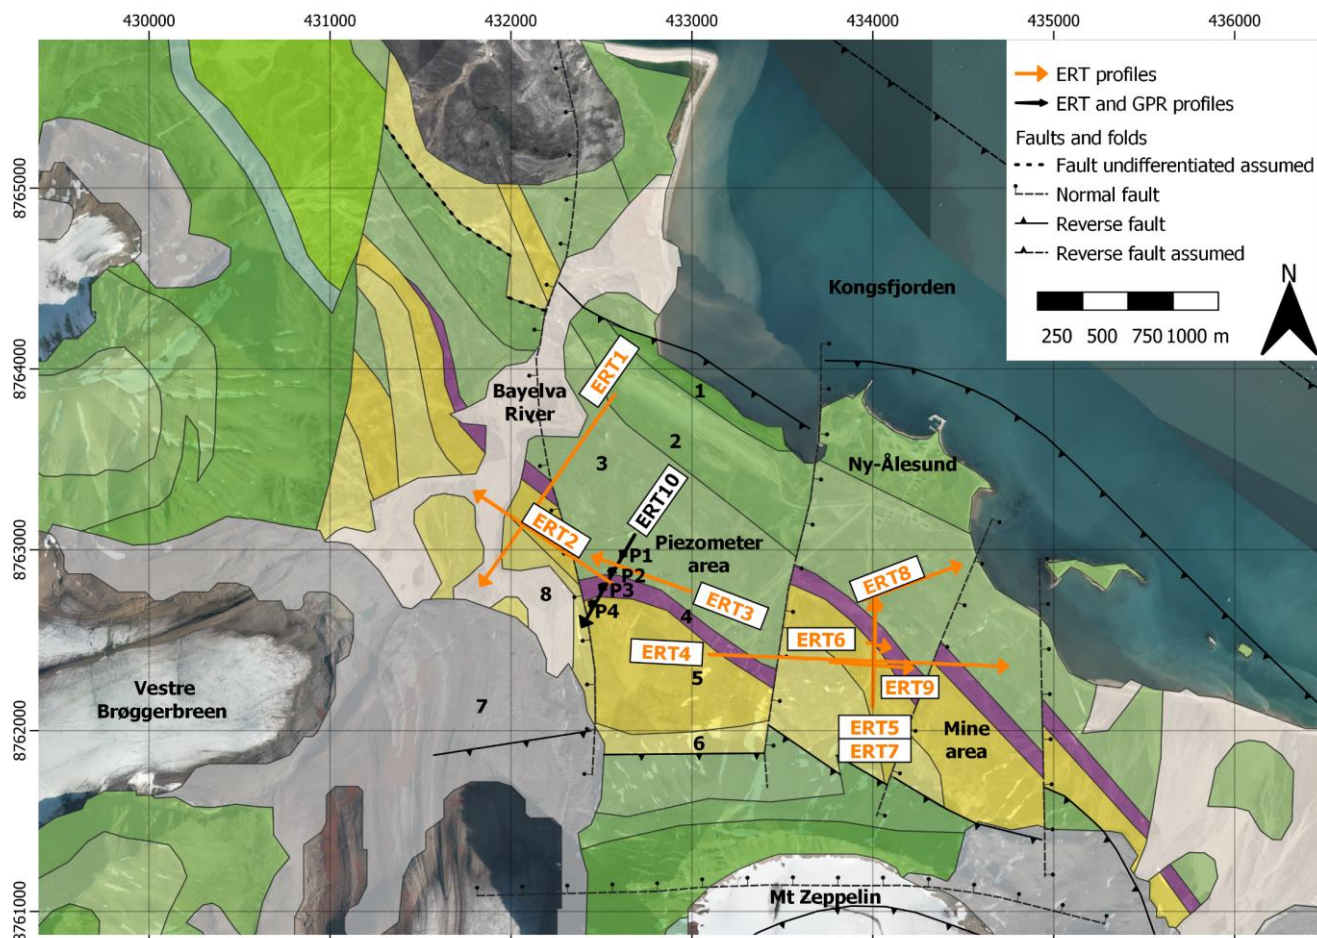 430000
431000
432000
433000
434000
435000
436000
8765000
8764000
8763000
8762000
8761000
ERT profiles
ERT and GPR profiles
Faults and folds
Fault undifferentiated assumed
Normal fault
Reverse fault
Reverse fault assumed
250 500 750 1000 m
N
Kongsfjorden
ERT1
1
Bayelva
River
2
3
Ny-Ålesund
ERT10
ERT2
Piezometer
area
P1
P2
P3
P4
ERT8
8
ERT3
4
ERT6
ERT4
5
ERT9
Vestre
Brøggerbreen
7
ERT5
ERT7
Mine
area
6
Mt Zeppelin